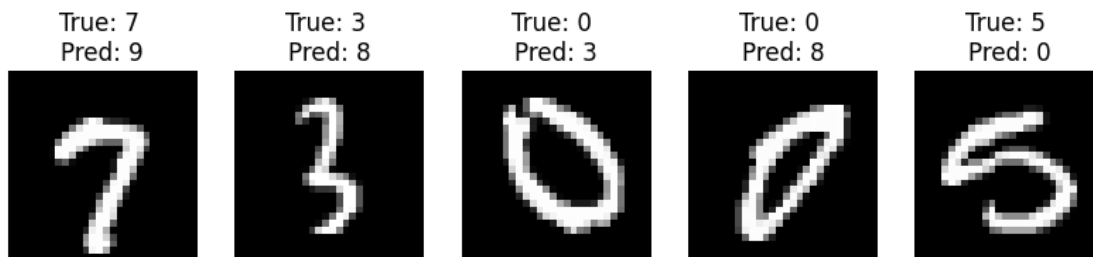 True: 7
Pred: 9
True: 3
Pred: 8
True: 0
Pred: 3
True: 0
Pred: 8
True: 5
Pred: 0
7
3
0
0
5